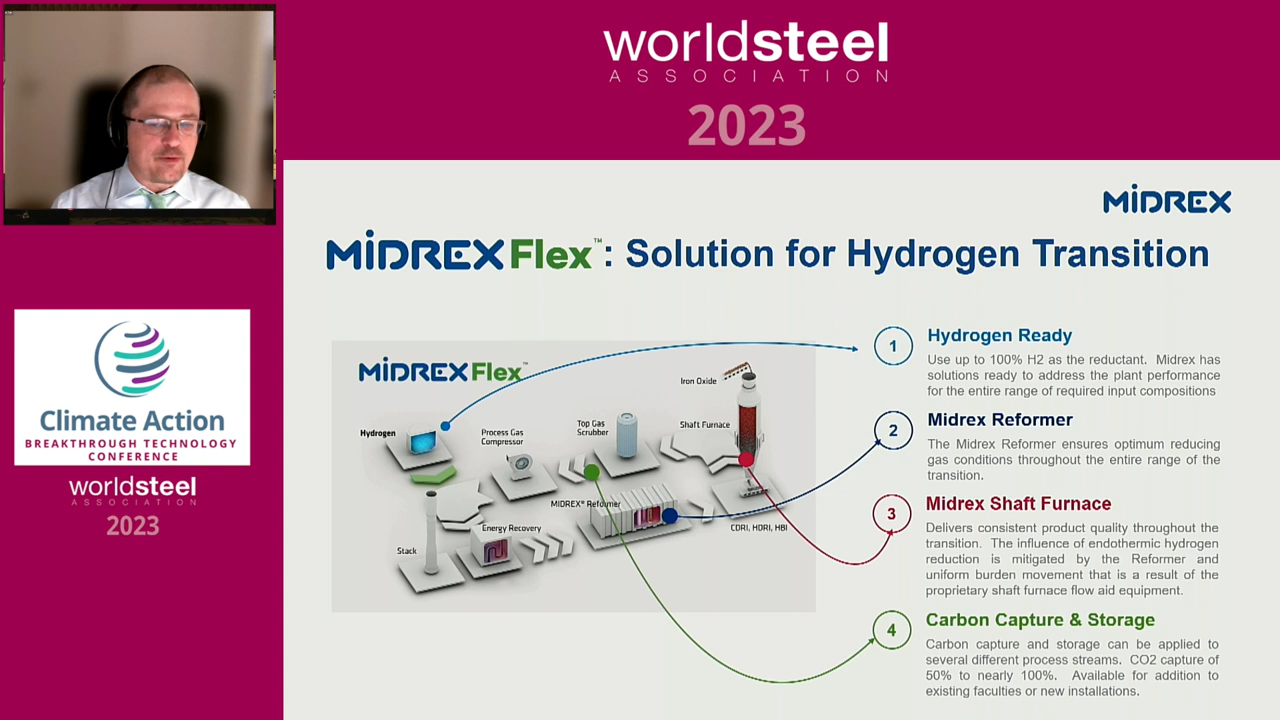 worldsteel
ASSOCIATION
2023
MIDREX
MIDREX Flex™: Solution for Hydrogen Transition
MIDREX Flex™
Hydrogen
Process Gas
Compressor
Top Gas
Scrubber
Iron Oxide
Shaft Furnace
MIDREX® Reformer
CDRI, HDRI, HBI
Energy Recovery
Stack
1
Hydrogen Ready
Use up to 100% H2 as the reductant. Midrex has
solutions ready to address the plant performance
for the entire range of required input compositions
2
Midrex Reformer
The Midrex Reformer ensures optimum reducing
gas conditions throughout the entire range of the
transition.
3
Midrex Shaft Furnace
Delivers consistent product quality throughout the
transition. The influence of endothermic hydrogen
reduction is mitigated by the Reformer and
uniform burden movement that is a result of the
proprietary shaft furnace flow aid equipment.
4
Carbon Capture & Storage
Carbon capture and storage can be applied to
several different process streams. CO2 capture of
50% to nearly 100%. Available for addition to
existing faculties or new installations.
Climate Action
BREAKTHROUGH TECHNOLOGY
CONFERENCE
worldsteel
ASSOCIATION
2023